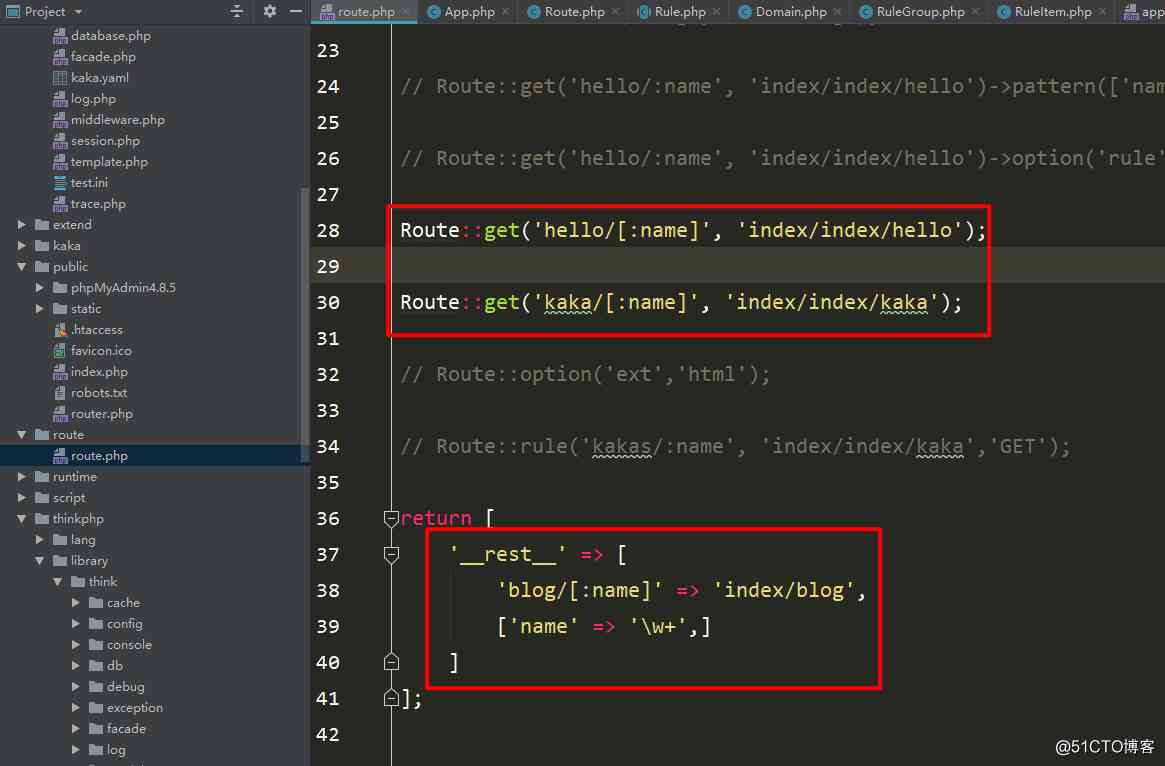 Project
database.php
facade.php
kaka.yaml
log.php
middleware.php
session.php
template.php
test.ini
trace.php
extend
kaka
public
phpMyAdmin4.8.5
static
.htaccess
favicon.ico
index.php
robots.txt
router.php
route
route.php
runtime
script
thinkphp
lang
library
think
cache
config
console
db
debug
exception
facade
log
route.php App.php Route.php Rule.php Domain.php RuleGroup.php RuleItem.php app
23
24 // Route::get('hello/:name', 'index/index/hello')->pattern(['nam
25
26 // Route::get('hello/:name', 'index/index/hello')->option('rule'
27
28 Route::get('hello/[:name]', 'index/index/hello');
29
30 Route::get('kaka/[:name]', 'index/index/kaka');
31
32 // Route::option('ext','html');
33
34 // Route::rule('kakas/:name', 'index/index/kaka','GET');
35
36 return [
37 '__rest__' => [
38 'blog/[:name]' => 'index/blog',
39 ['name' => '\w+',]
40 ]
41 ];
42
@51CTO博客